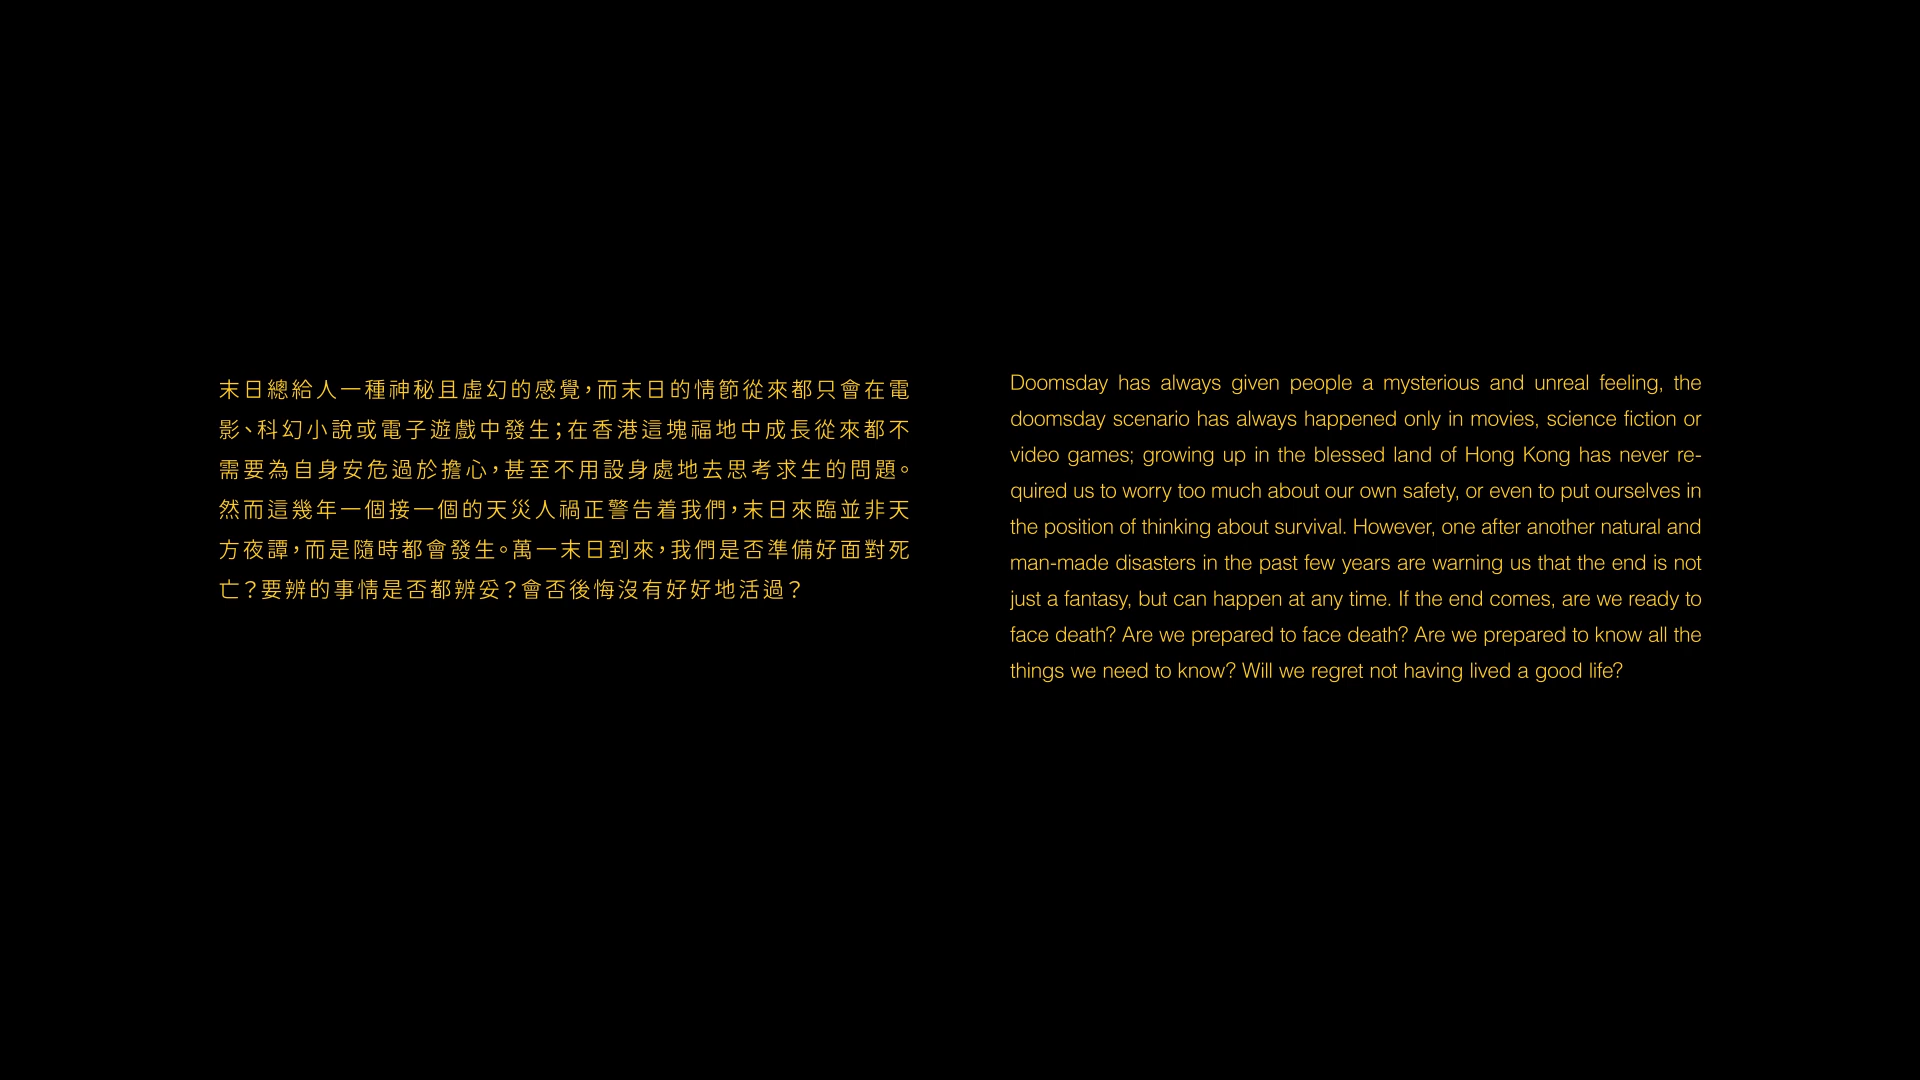 末日總給人一種神秘且虛幻的感覺，而末日的情節從來都只會在電
影、科幻小說或電子遊戲中發生；在香港這塊福地中成長從來都不
需要為自身安危過於擔心，甚至不用設身處地去思考求生的問題。
然而這幾年一個接一個的天災人禍正警告着我們，末日來臨並非天
方夜譚，而是隨時都會發生。萬一末日到來，我們是否準備好面對死
亡？要辨的事情是否都辨妥？會否後悔沒有好好地活過？
Doomsday has always given people a mysterious and unreal feeling, the
doomsday scenario has always happened only in movies, science fiction or
video games; growing up in the blessed land of Hong Kong has never re-
quired us to worry too much about our own safety, or even to put ourselves in
the position of thinking about survival. However, one after another natural and
man-made disasters in the past few years are warning us that the end is not
just a fantasy, but can happen at any time. If the end comes, are we ready to
face death? Are we prepared to face death? Are we prepared to know all the
things we need to know? Will we regret not having lived a good life?